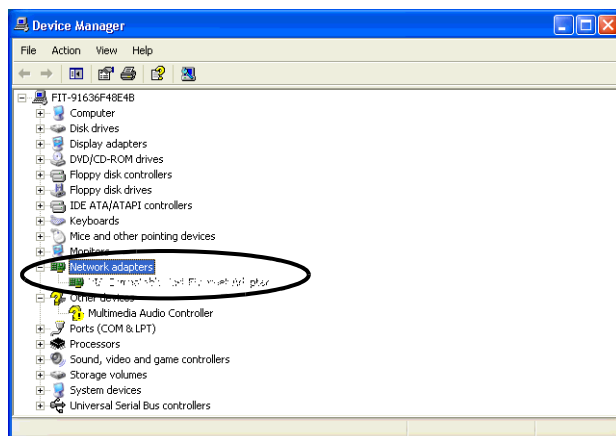 Device Manager
File Action View Help
FIT-91636F48E4B
Computer
Disk drives
Display adapters
DVD/CD-ROM drives
Floppy disk controllers
Floppy disk drives
IDE ATA/ATAPI controllers
Keyboards
Mice and other pointing devices
Monitors
Network adapters
Adapter
Other devices
Multimedia Audio Controller
Ports (COM & LPT)
Processors
Sound, video and game controllers
Storage volumes
System devices
Universal Serial Bus controllers